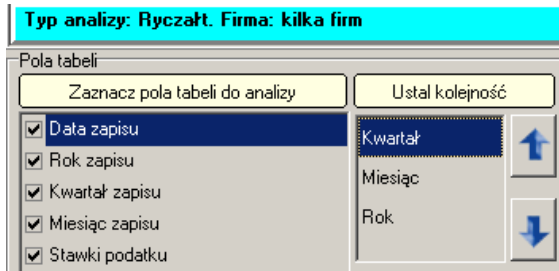 Typ analizy: Ryczałt. Firma: kilka firm
Pola tabeli
Zaznacz pola tabeli do analizy
Ustal kolejność
Data zapisu
Rok zapisu
Kwartał zapisu
Miesiąc zapisu
Stawki podatku
Kwartał
Miesiąc
Rok